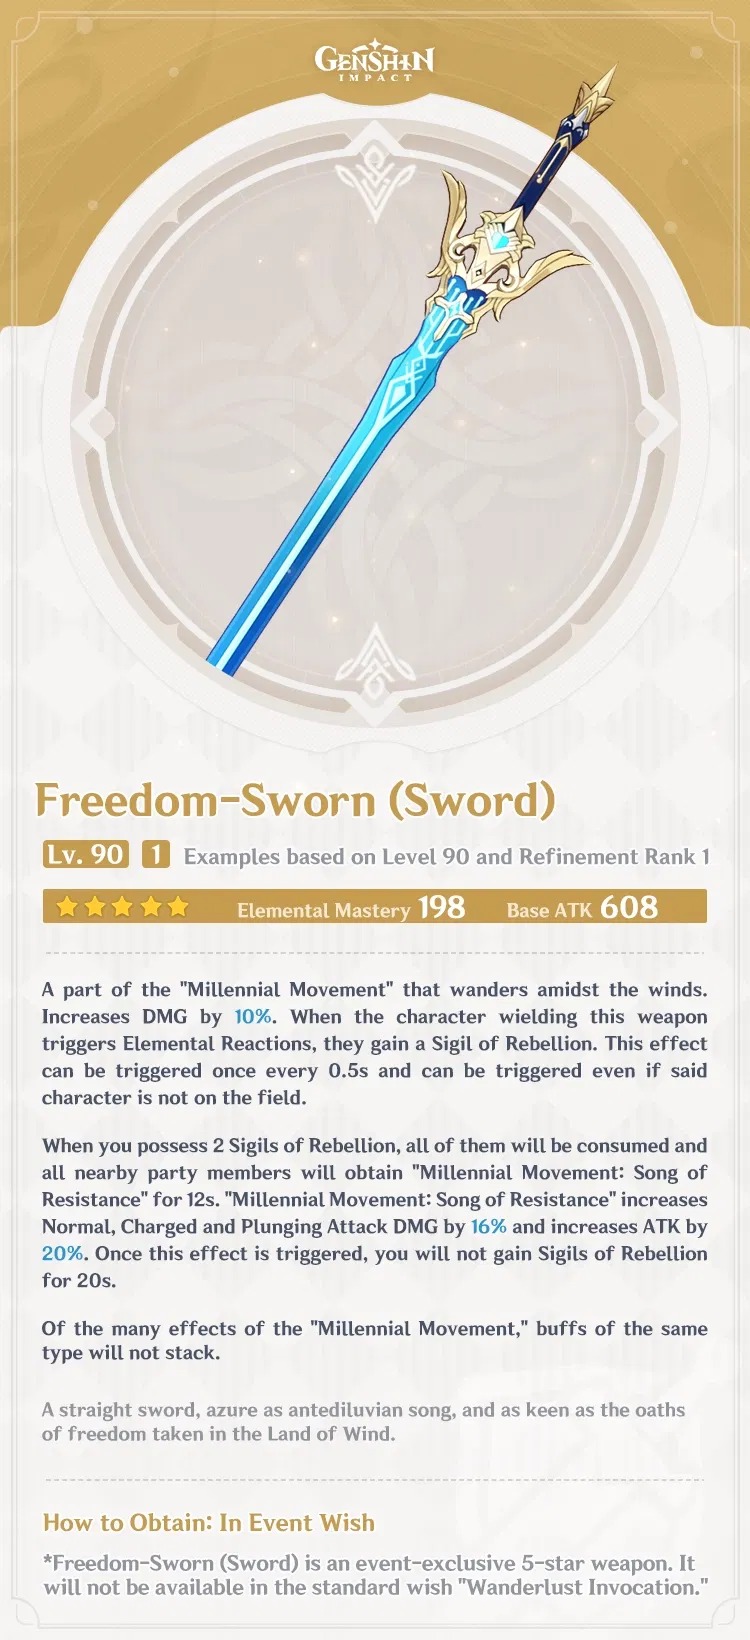 GENSHIN
IMPACT
Freedom-Sworn (Sword)
Lv. 90 1 Examples based on Level 90 and Refinement Rank 1
Elemental Mastery 198 Base ATK 608
A part of the "Millennial Movement" that wanders amidst the winds.
Increases DMG by 10%. When the character wielding this weapon
triggers Elemental Reactions, they gain a Sigil of Rebellion. This effect
can be triggered once every 0.5s and can be triggered even if said
character is not on the field.
When you possess 2 Sigils of Rebellion, all of them will be consumed and
all nearby party members will obtain "Millennial Movement: Song of
Resistance" for 12s. "Millennial Movement: Song of Resistance" increases
Normal, Charged and Plunging Attack DMG by 16% and increases ATK by
20%. Once this effect is triggered, you will not gain Sigils of Rebellion
for 20s.
Of the many effects of the "Millennial Movement," buffs of the same
type will not stack.
A straight sword, azure as antediluvian song, and as keen as the oaths
of freedom taken in the Land of Wind.
How to Obtain: In Event Wish
*Freedom-Sworn (Sword) is an event-exclusive 5-star weapon. It
will not be available in the standard wish "Wanderlust Invocation."